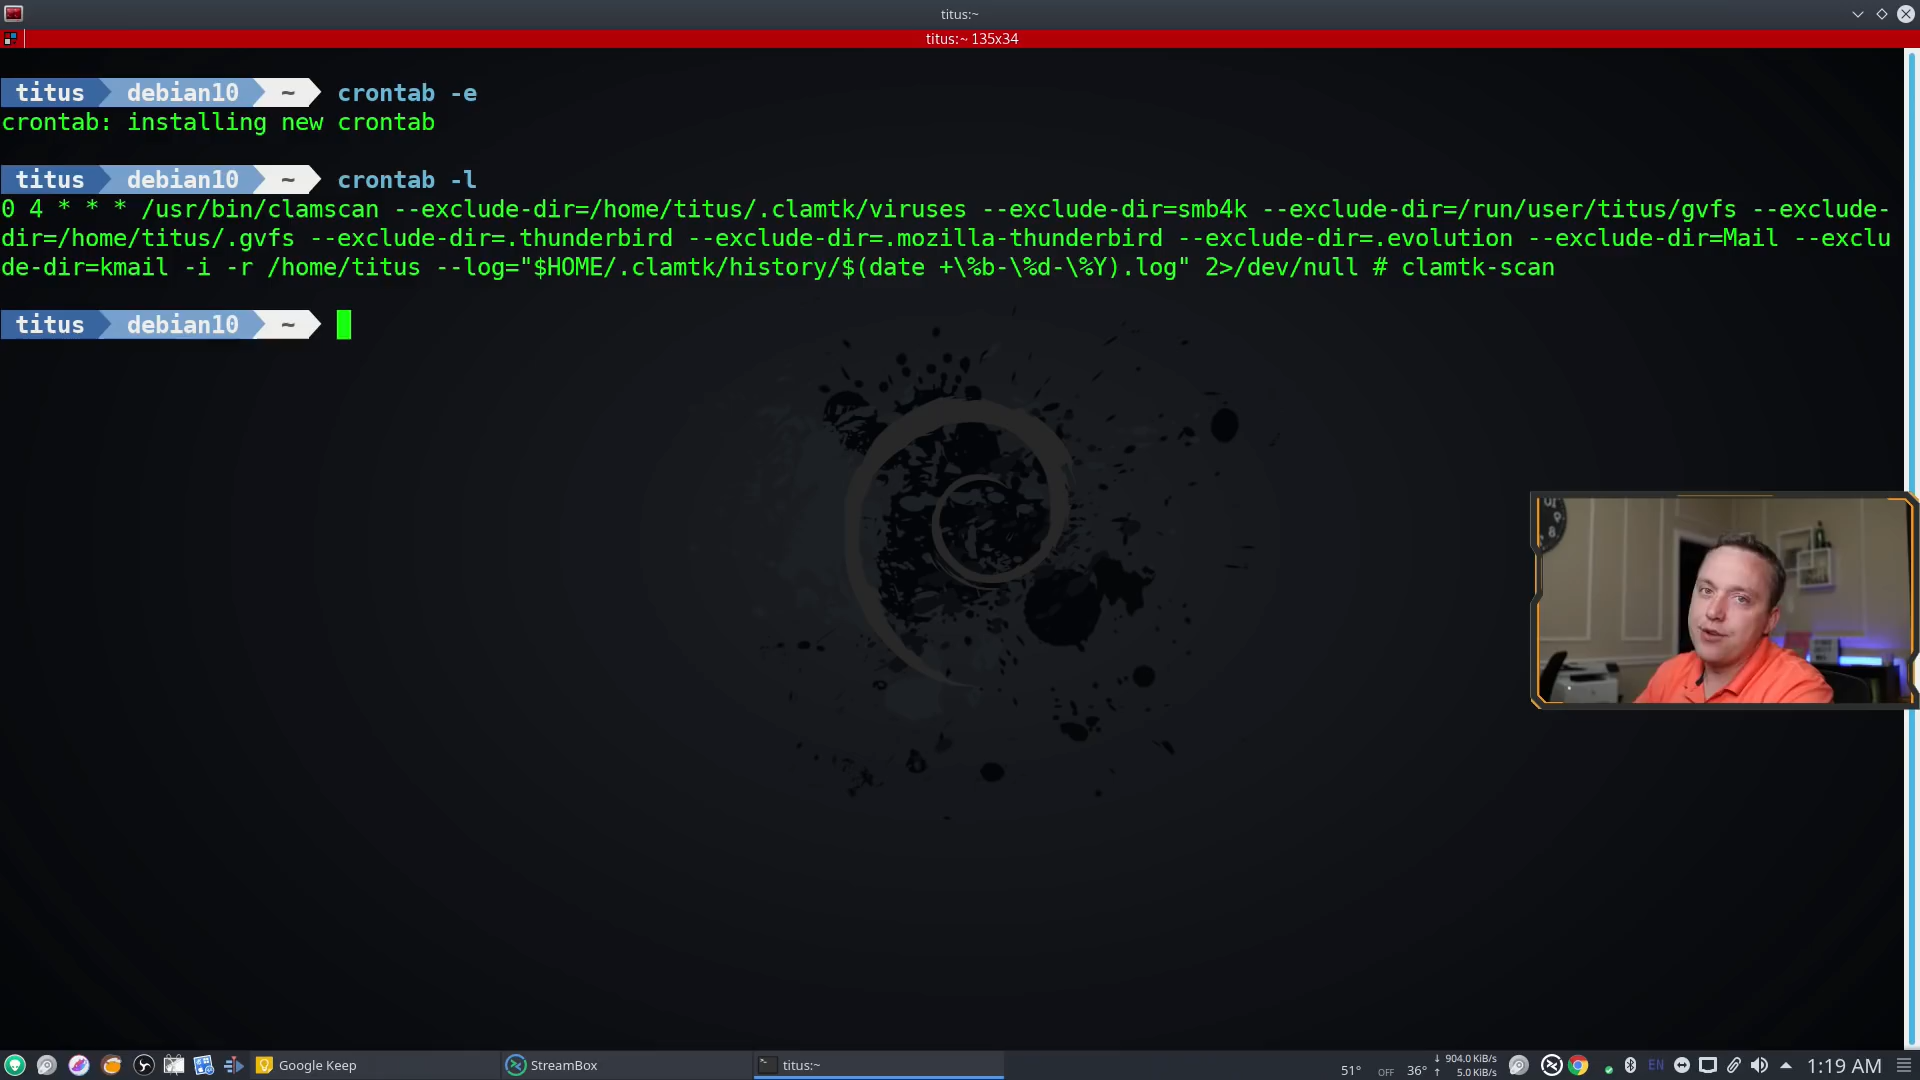 titus:~
titus:~ 135x34
titus debian10 ~ crontab -e
crontab: installing new crontab
titus debian10 ~ crontab -l
0 4 * * * /usr/bin/clamscan --exclude-dir=/home/titus/.clamtk/viruses --exclude-dir=smb4k --exclude-dir=/run/user/titus/gvfs --exclude-
dir=/home/titus/.gvfs --exclude-dir=.thunderbird --exclude-dir=.mozilla-thunderbird --exclude-dir=.evolution --exclude-dir=Mail --exclu
de-dir=kmail -i -r /home/titus --log="$HOME/.clamtk/history/$(date +\%b-\%d-\%Y).log" 2>/dev/null # clamtk-scan
titus debian10 ~
Google Keep
StreamBox
titus:~
51°
OFF
36°
↓ 904.0 KiB/s
↑ 5.0 KiB/s
EN
1:19 AM